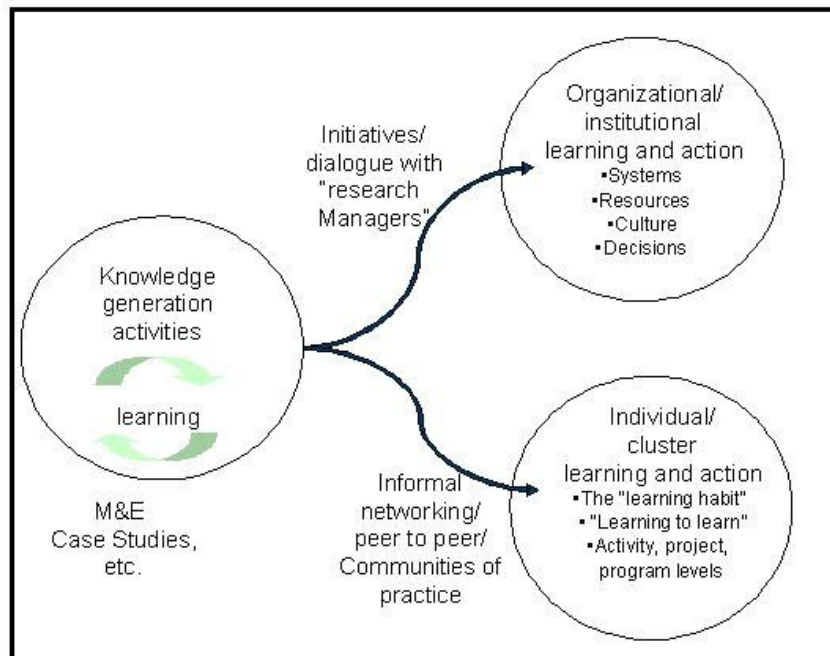 Knowledge
generation
activities
learning
M&E
Case Studies,
etc.
Initiatives/
dialogue with
"research
Managers"
Organizational/
institutional
learning and action
▪Systems
▪Resources
▪Culture
▪Decisions
Informal
networking/
peer to peer/
Communities of
practice
Individual/
cluster
learning and action
▪The "learning habit"
▪"Learning to learn"
▪Activity, project,
program levels